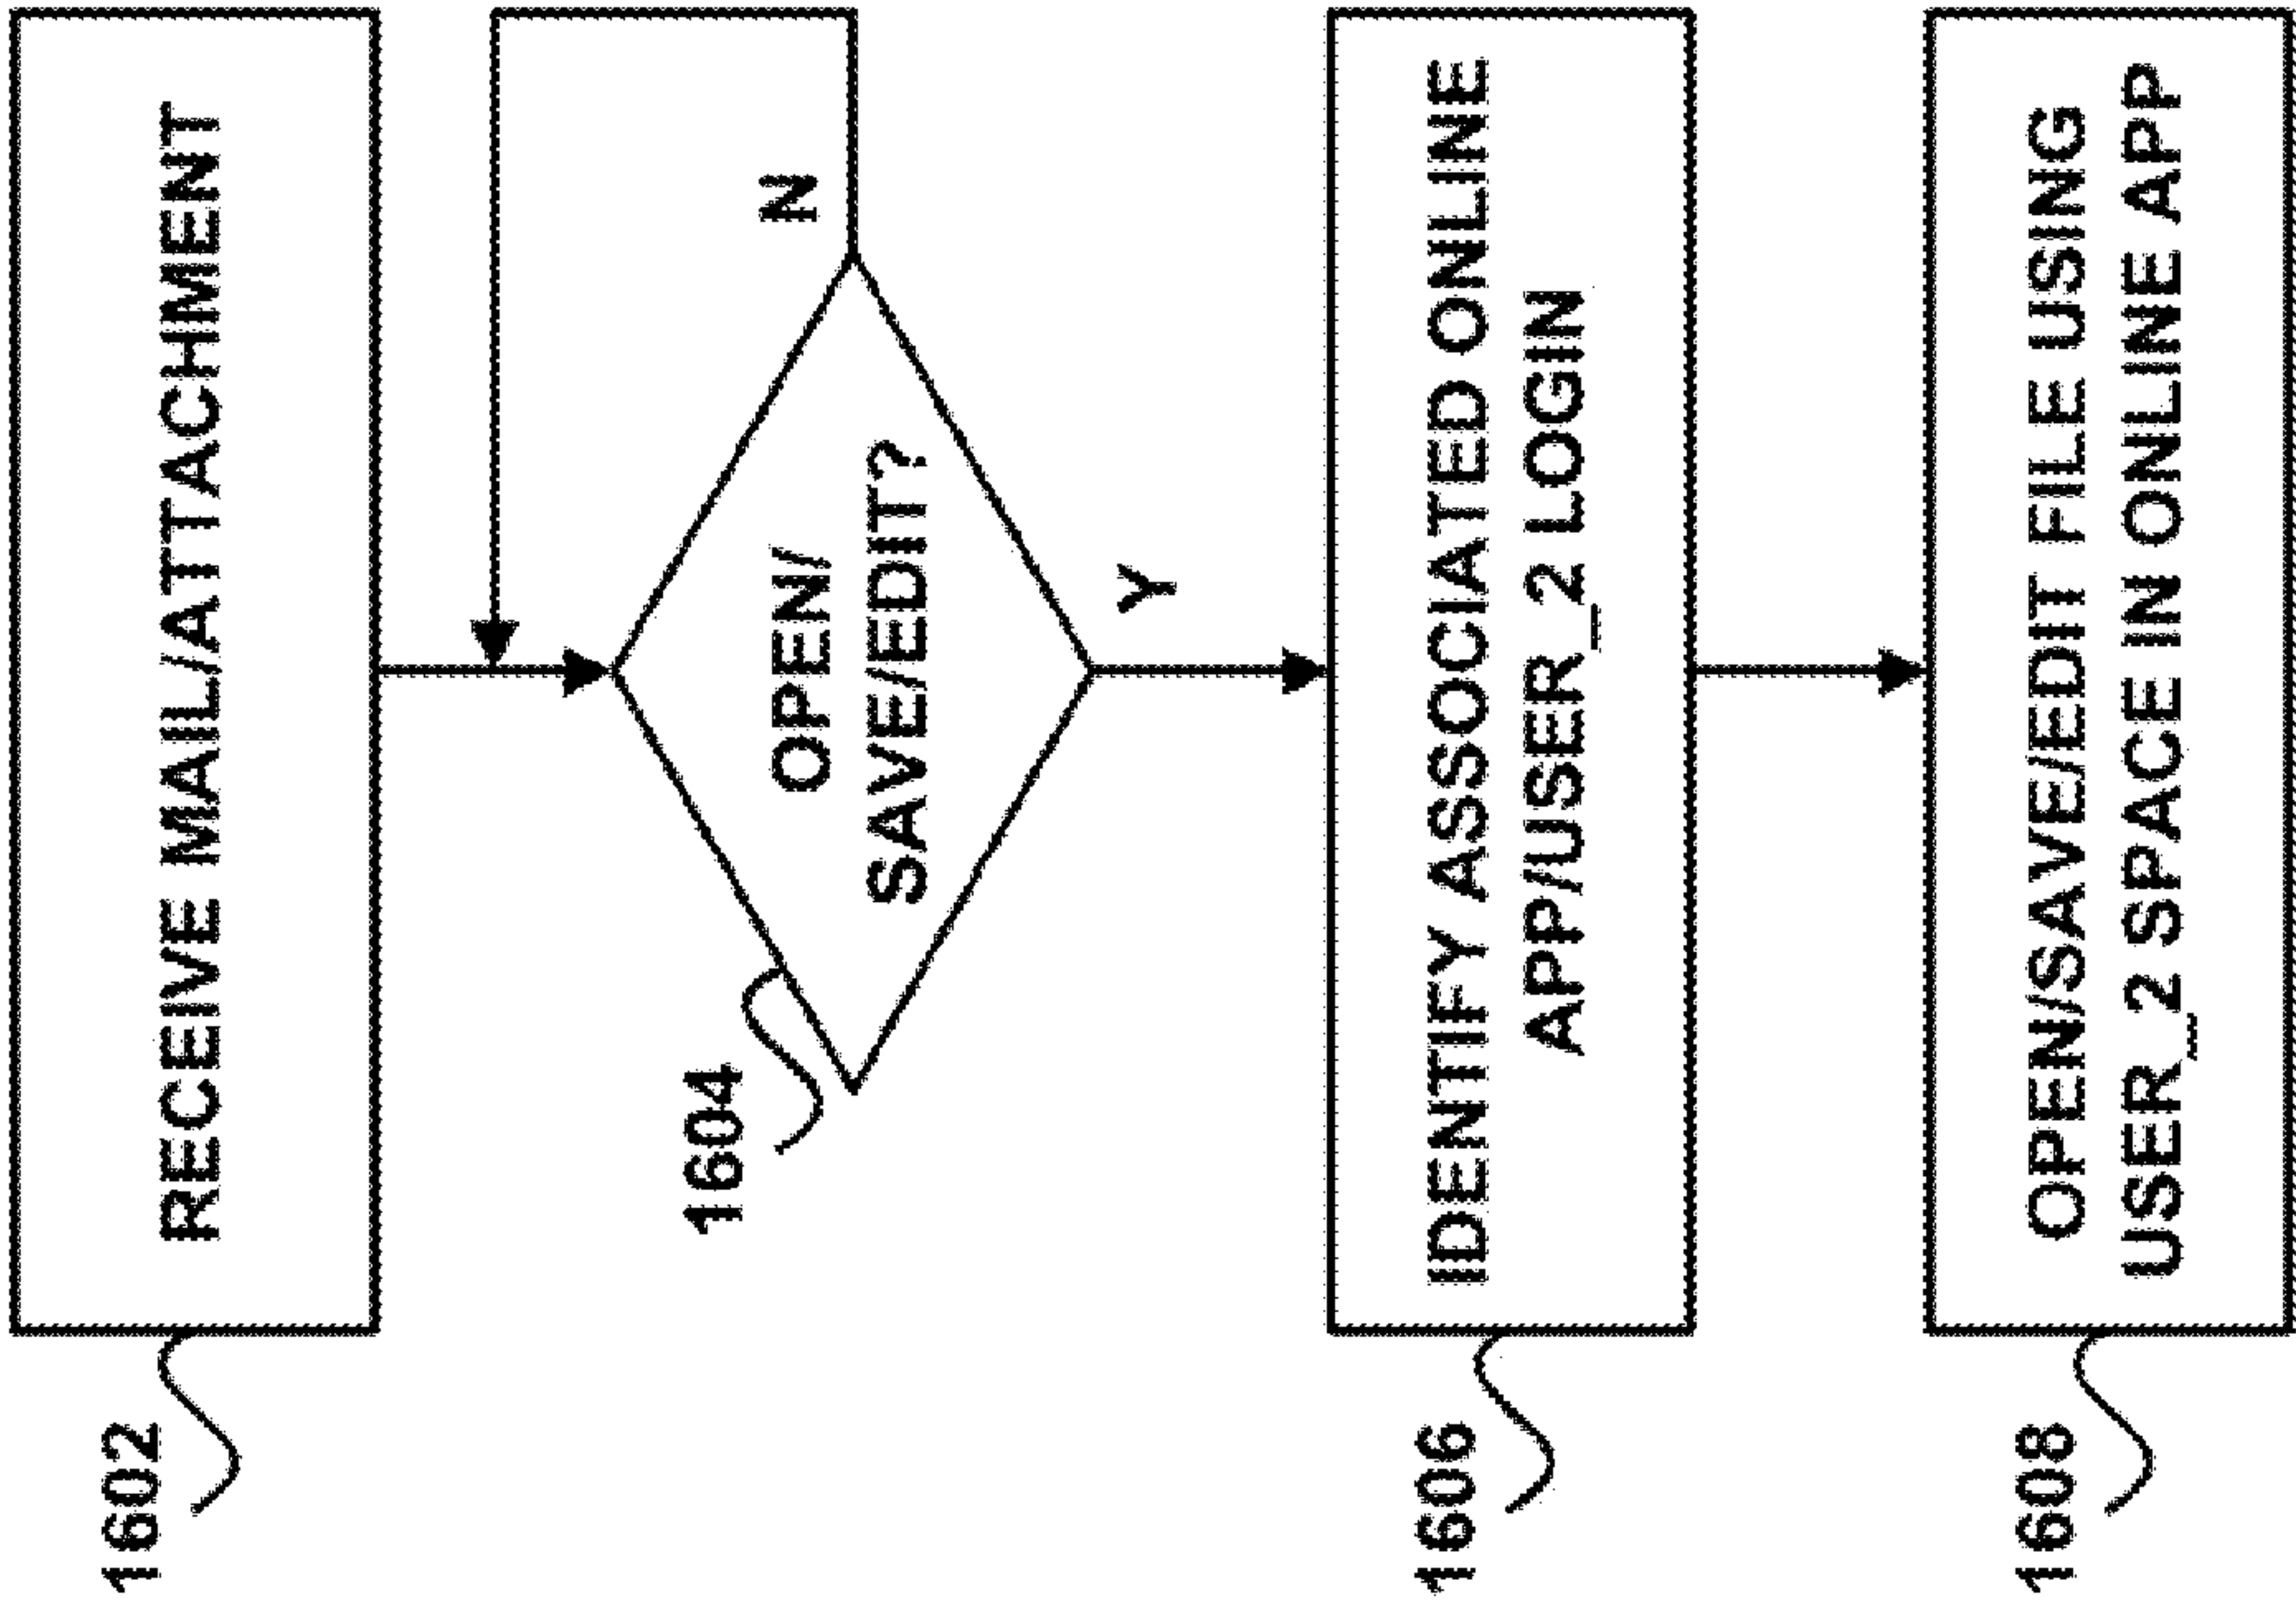 1602
RECEIVE MAIL/ATTACHMENT
1604
OPEN/
SAVE/EDIT?
N
Y
1606
IDENTIFY ASSOCIATED ONLINE
APP/USER_2 LOGIN
1608
OPEN/SAVE/EDIT FILE USING
USER_2 SPACE IN ONLINE APP